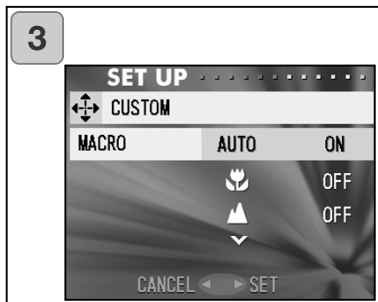 3
SET UP
CUSTOM
MACRO AUTO ON
OFF
OFF
CANCEL SET